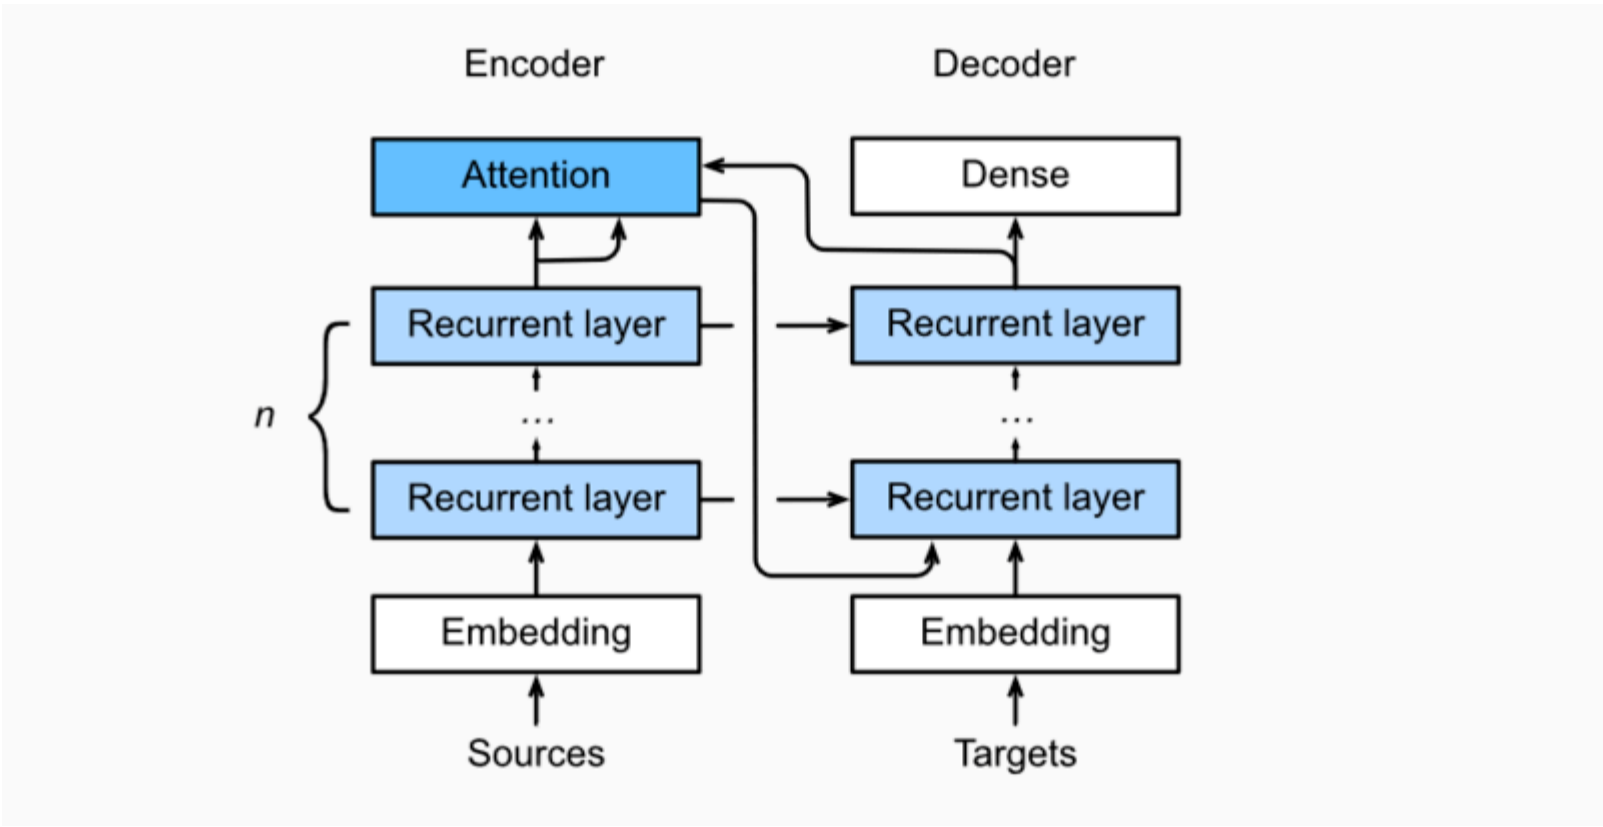 Encoder
Decoder
Attention
Dense
Recurrent layer
Recurrent layer
n
...
...
Recurrent layer
Recurrent layer
Embedding
Embedding
Sources
Targets